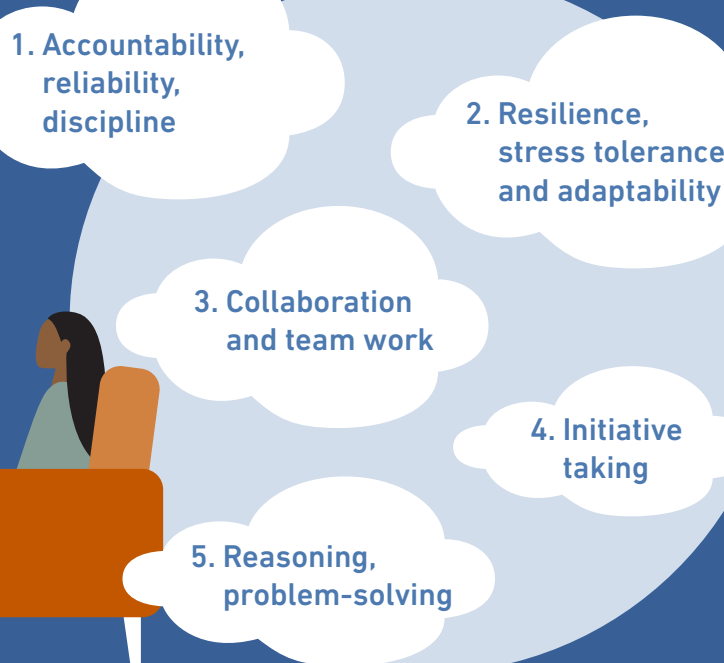 1. Accountability,
reliability,
discipline
2. Resilience,
stress tolerance
and adaptability
3. Collaboration
and team work
4. Initiative
taking
5. Reasoning,
problem-solving